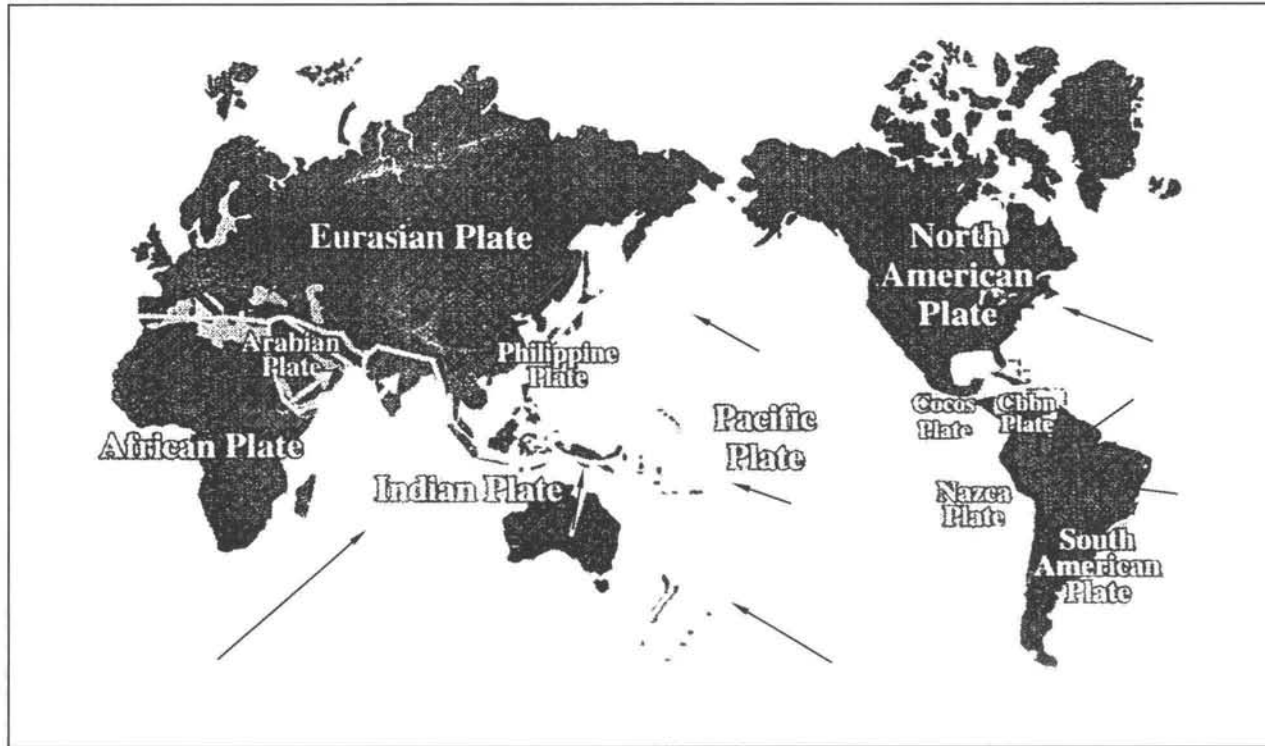 Eurasian Plate
North
American
Plate
Arabian
Plate
Philippine
Plate
African Plate
Indian Plate
Pacific
Plate
Cocos
Plate
Cbbn
Plate
Nazca
Plate
South
American
Plate